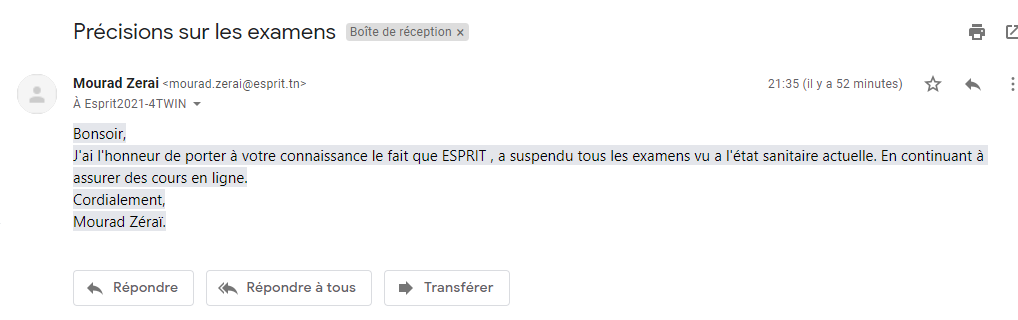 Précisions sur les examens Boîte de réception ×
Mourad Zerai <mourad.zerai@esprit.tn> 21:35 (il y a 52 minutes)
À Esprit2021-4TWIN
Bonsoir,
J'ai l'honneur de porter à votre connaissance le fait que ESPRIT , a suspendu tous les examens vu a l'état sanitaire actuelle. En continuant à
assurer des cours en ligne.
Cordialement,
Mourad Zéraï.
Répondre Répondre à tous Transférer